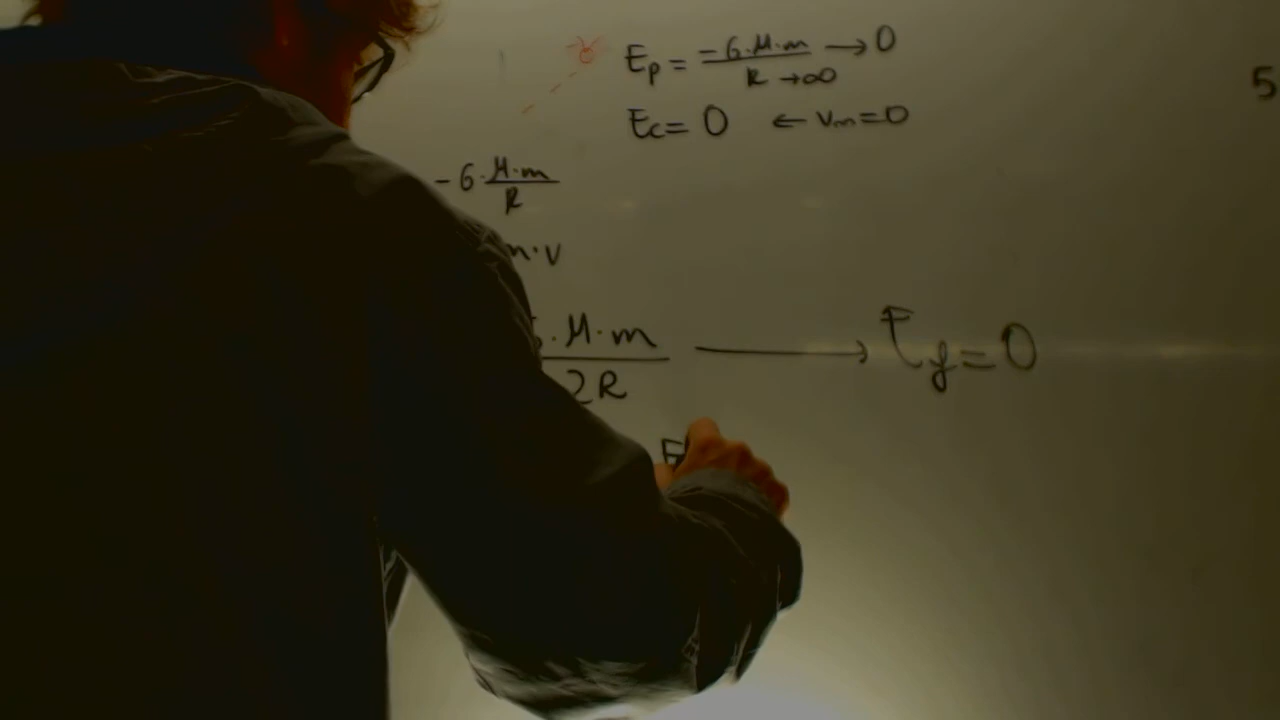 Ep = -G·M·m / R→∞ → 0
5
Ec = 0 ← vm = 0
-G·M·m / R
m·v
·M·m / 2R → Ef = 0
E